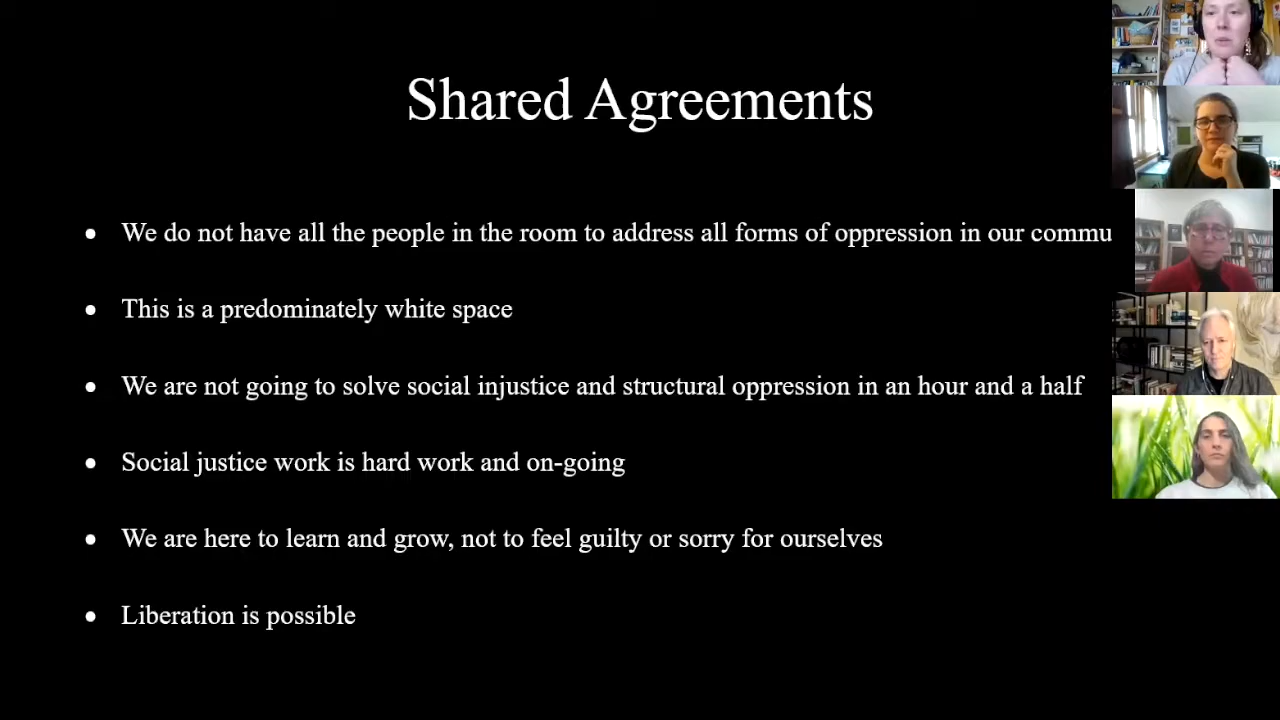 Shared Agreements
We do not have all the people in the room to address all forms of oppression in our commu
This is a predominately white space
We are not going to solve social injustice and structural oppression in an hour and a half
Social justice work is hard work and on-going
We are here to learn and grow, not to feel guilty or sorry for ourselves
Liberation is possible